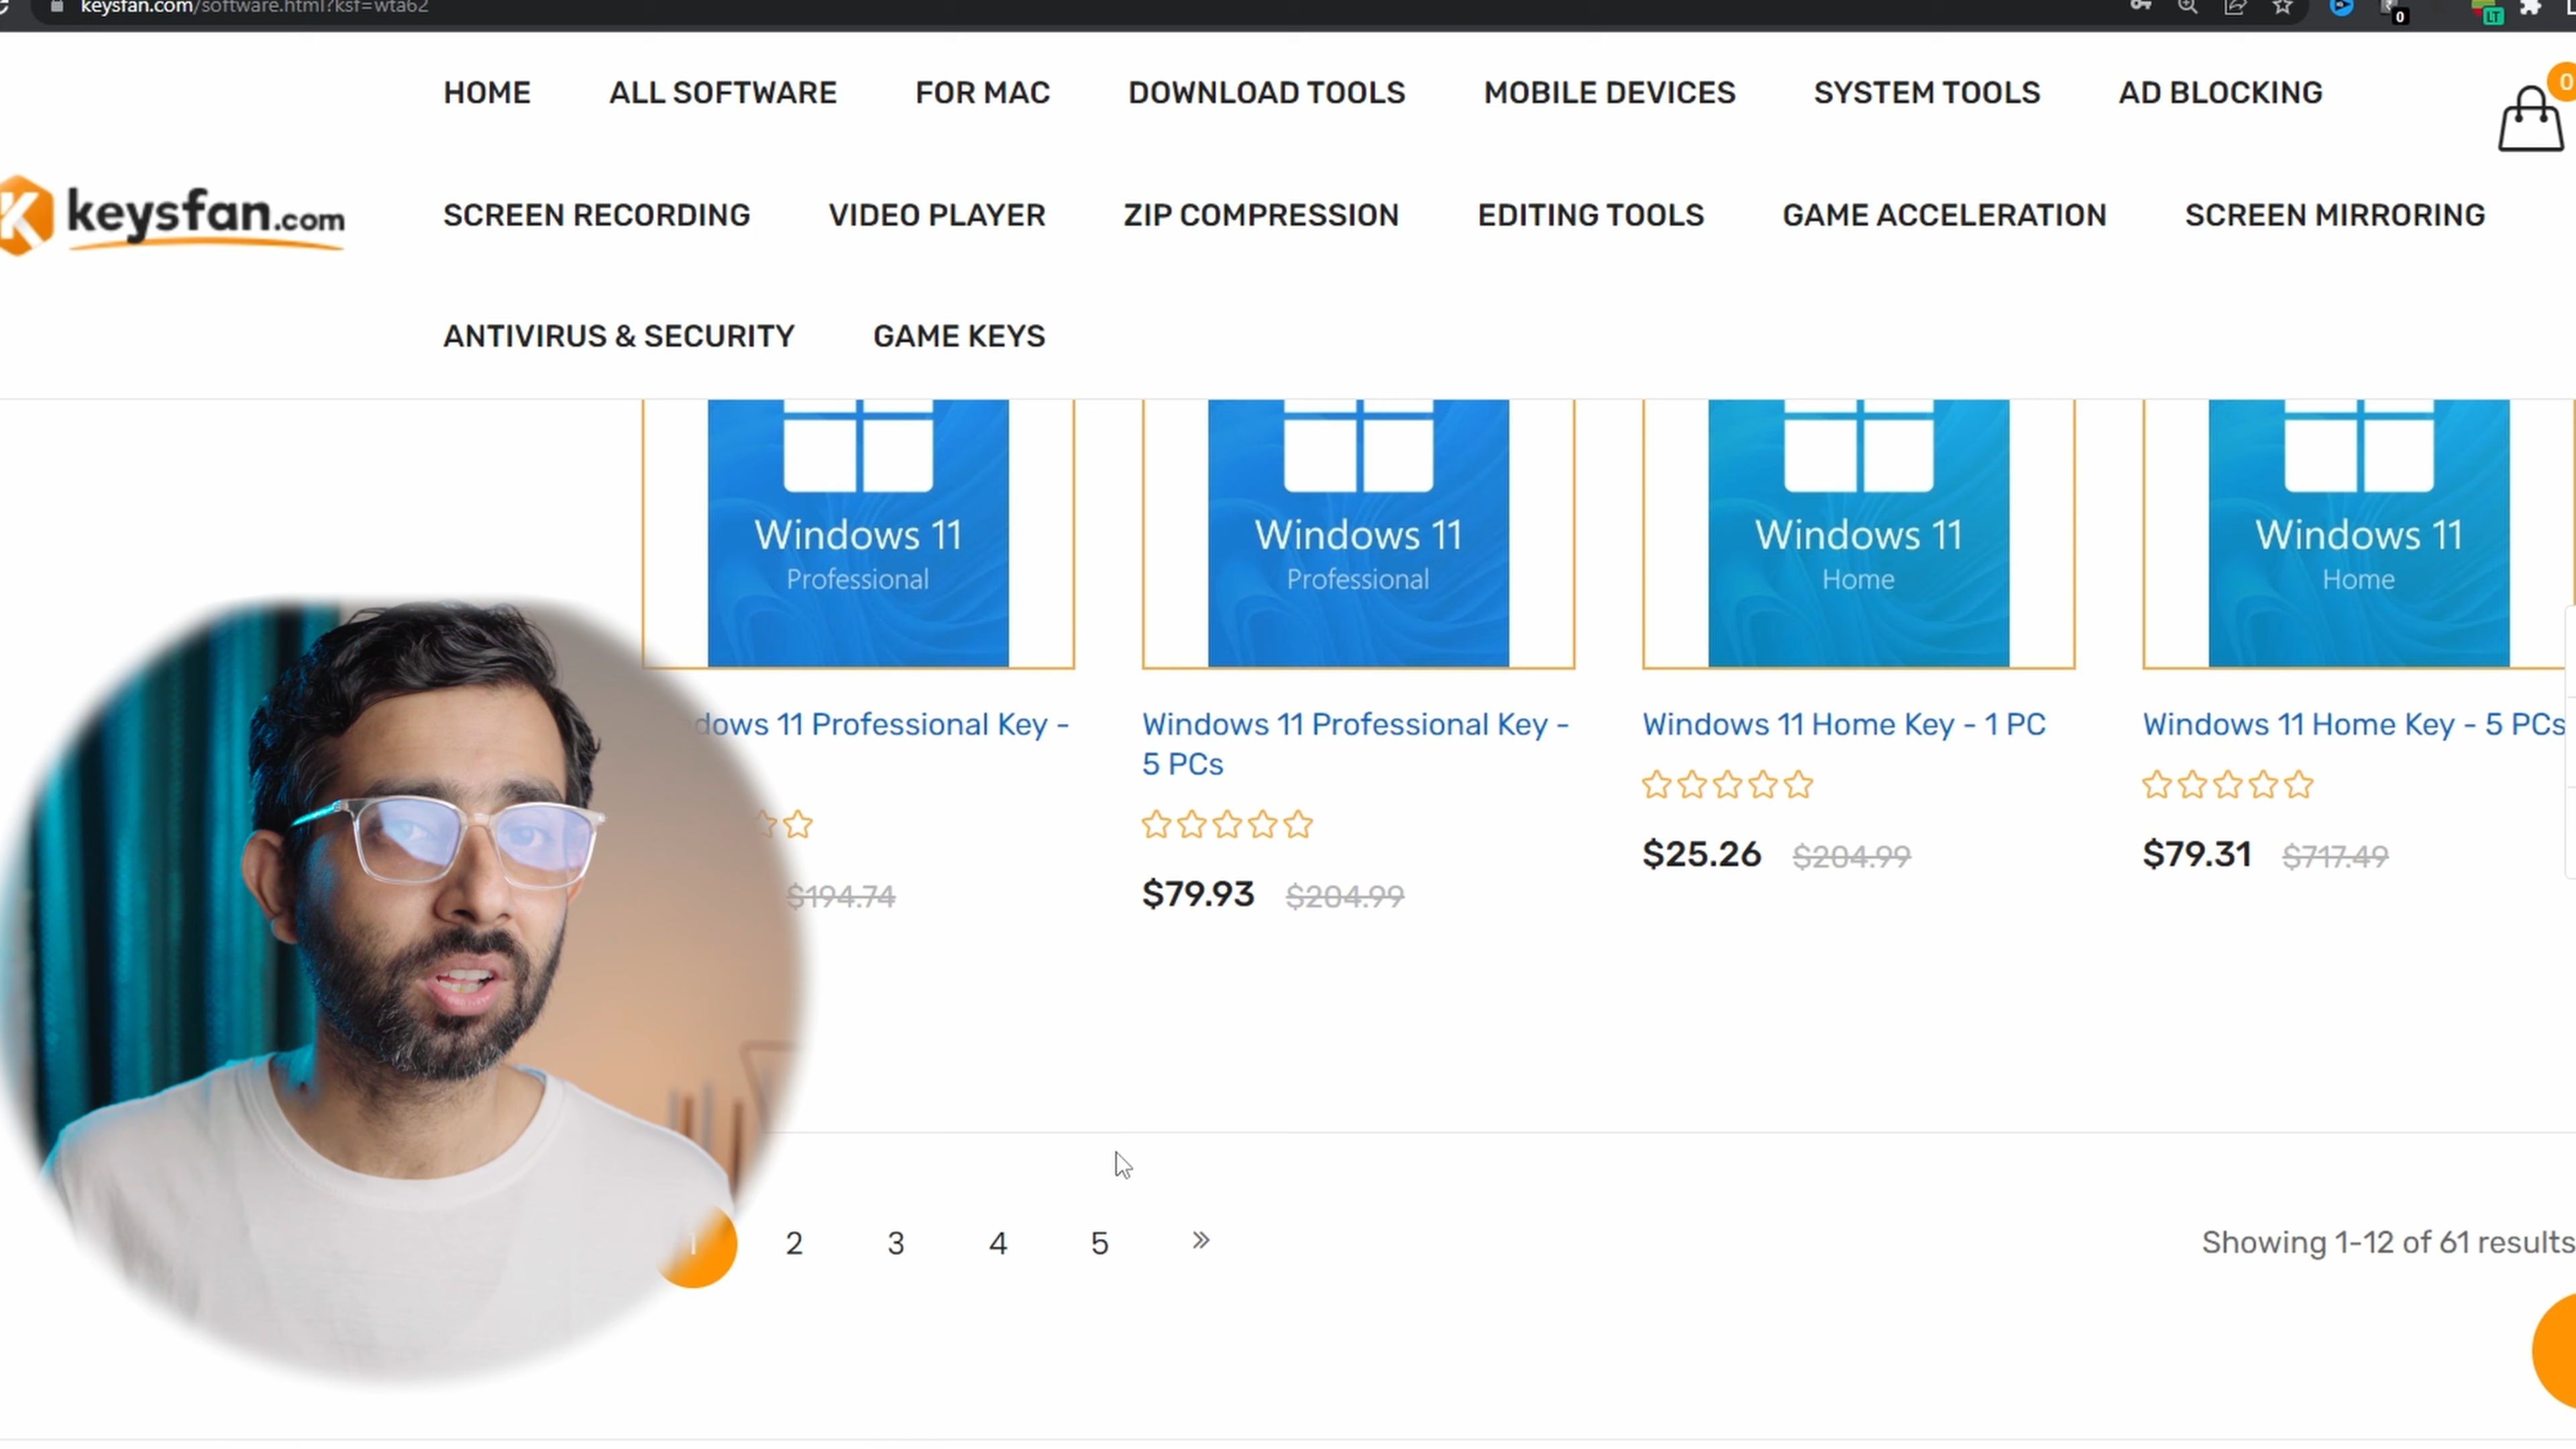 keysfan.com/software.html?ksf=wta62
0
LT
HOME ALL SOFTWARE FOR MAC DOWNLOAD TOOLS MOBILE DEVICES SYSTEM TOOLS AD BLOCKING
0
keysfan.com
SCREEN RECORDING VIDEO PLAYER ZIP COMPRESSION EDITING TOOLS GAME ACCELERATION SCREEN MIRRORING
ANTIVIRUS & SECURITY GAME KEYS
Windows 11 Windows 11 Windows 11 Windows 11
Professional Professional Home Home
dows 11 Professional Key - Windows 11 Professional Key - Windows 11 Home Key - 1 PC Windows 11 Home Key - 5 PCs
5 PCs
$25.26 $204.99 $79.31 $717.49
$194.74 $79.93 $204.99
1 2 3 4 5 »
Showing 1-12 of 61 results